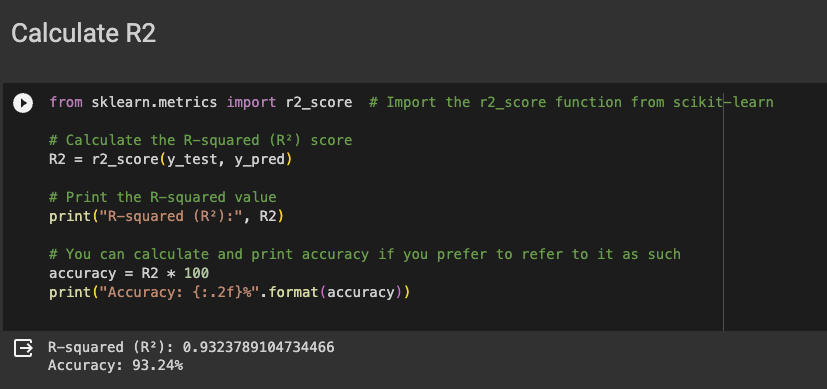 Calculate R2
from sklearn.metrics import r2_score  # Import the r2_score function from scikit-learn
# Calculate the R-squared (R²) score
R2 = r2_score(y_test, y_pred)
# Print the R-squared value
print("R-squared (R²):", R2)
# You can calculate and print accuracy if you prefer to refer to it as such
accuracy = R2 * 100
print("Accuracy: {:.2f}%".format(accuracy))
R-squared (R²): 0.9323789104734466
Accuracy: 93.24%